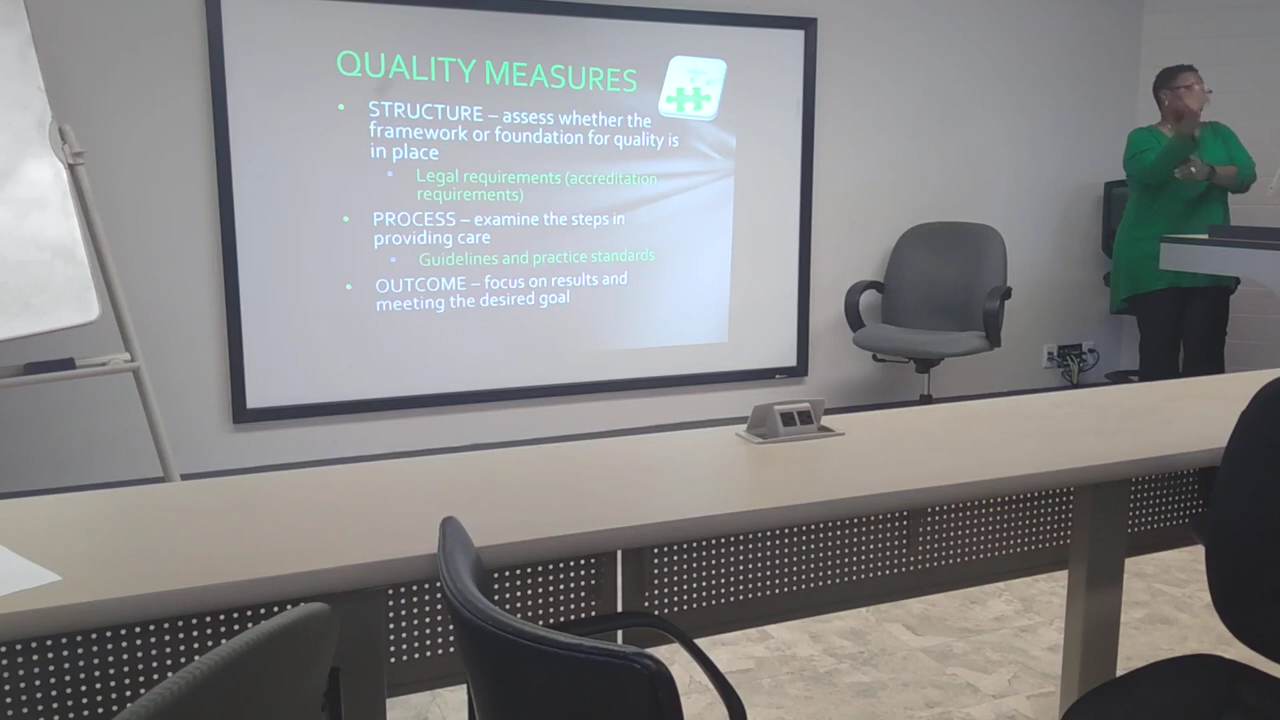 QUALITY MEASURES
• STRUCTURE – assess whether the
framework or foundation for quality is
in place
• Legal requirements (accreditation
requirements)
• PROCESS – examine the steps in
providing care
• Guidelines and practice standards
• OUTCOME – focus on results and
meeting the desired goal